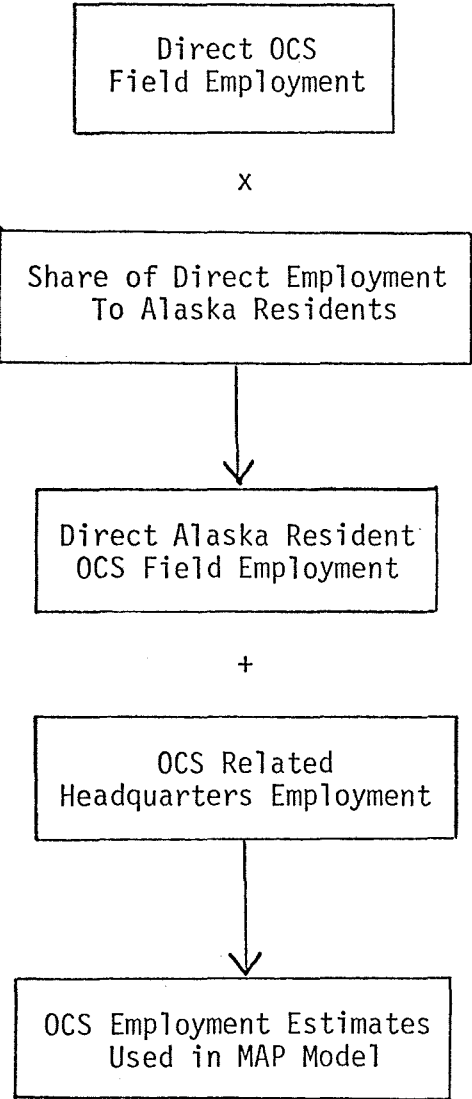 Direct OCS
Field Employment
x
Share of Direct Employment
To Alaska Residents
Direct Alaska Resident
OCS Field Employment
+
OCS Related
Headquarters Employment
OCS Employment Estimates
Used in MAP Model